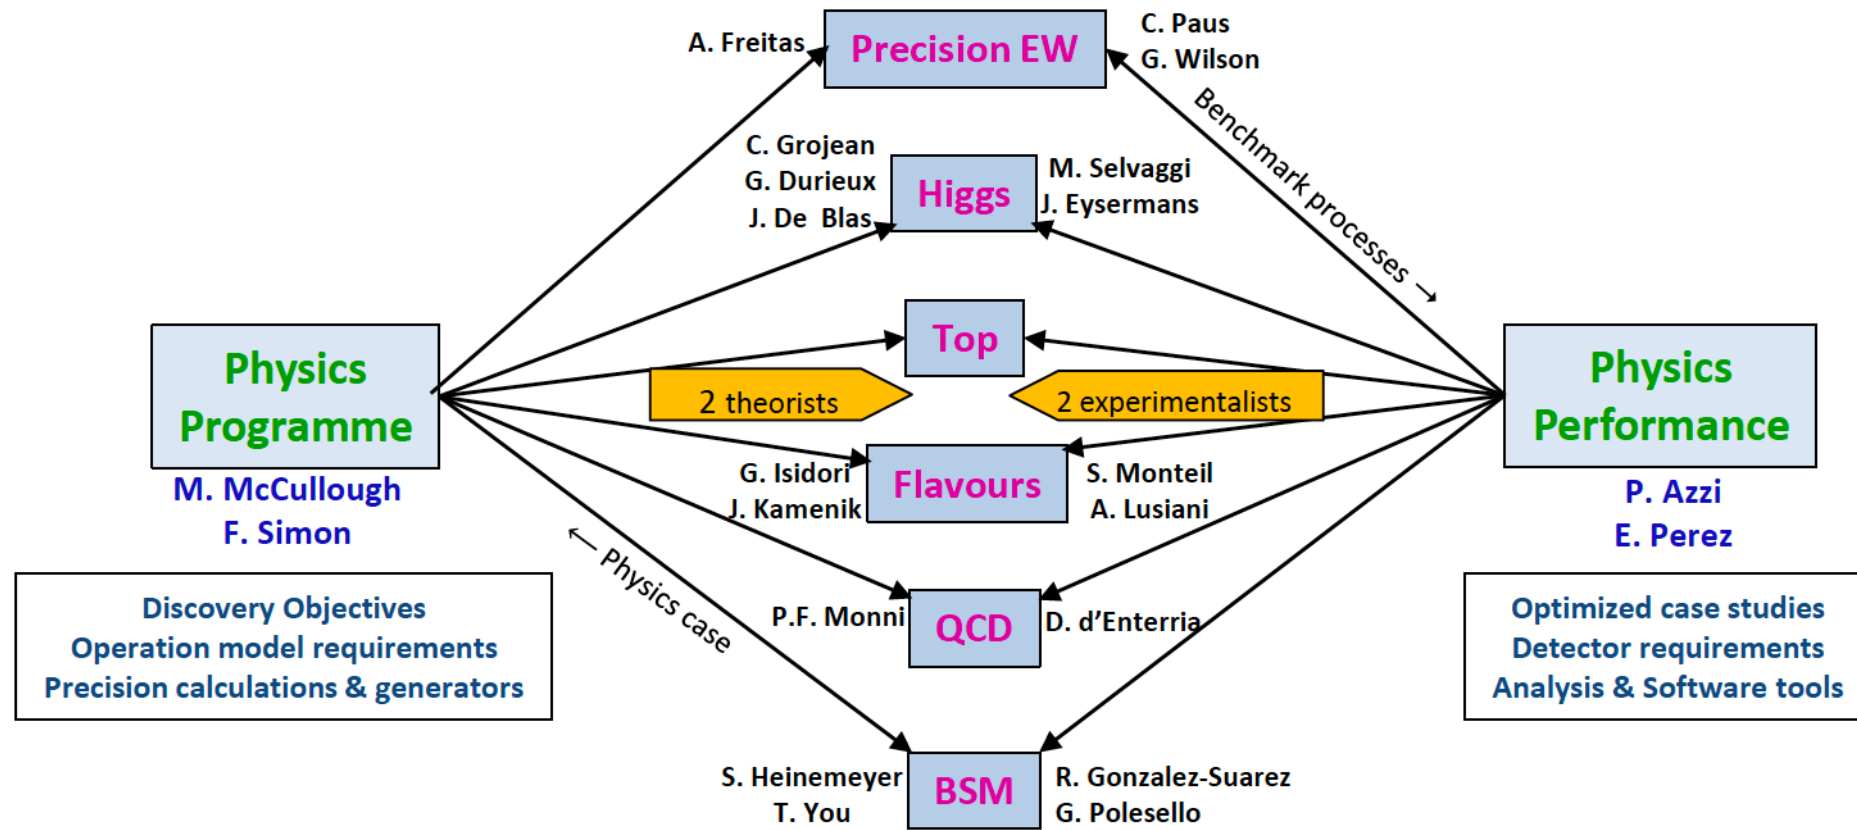 A. Freitas
Precision EW
C. Paus
G. Wilson
Benchmark processes →
C. Grojean
G. Durieux
J. De Blas
Higgs
M. Selvaggi
J. Eysermans
Top
Physics
Programme
M. McCullough
F. Simon
2 theorists
2 experimentalists
Physics
Performance
P. Azzi
E. Perez
G. Isidori
J. Kamenik
Flavours
S. Monteil
A. Lusiani
← Physics case
Discovery Objectives
Operation model requirements
Precision calculations & generators
P.F. Monni
QCD
D. d’Enterria
Optimized case studies
Detector requirements
Analysis & Software tools
S. Heinemeyer
T. You
BSM
R. Gonzalez-Suarez
G. Polesello